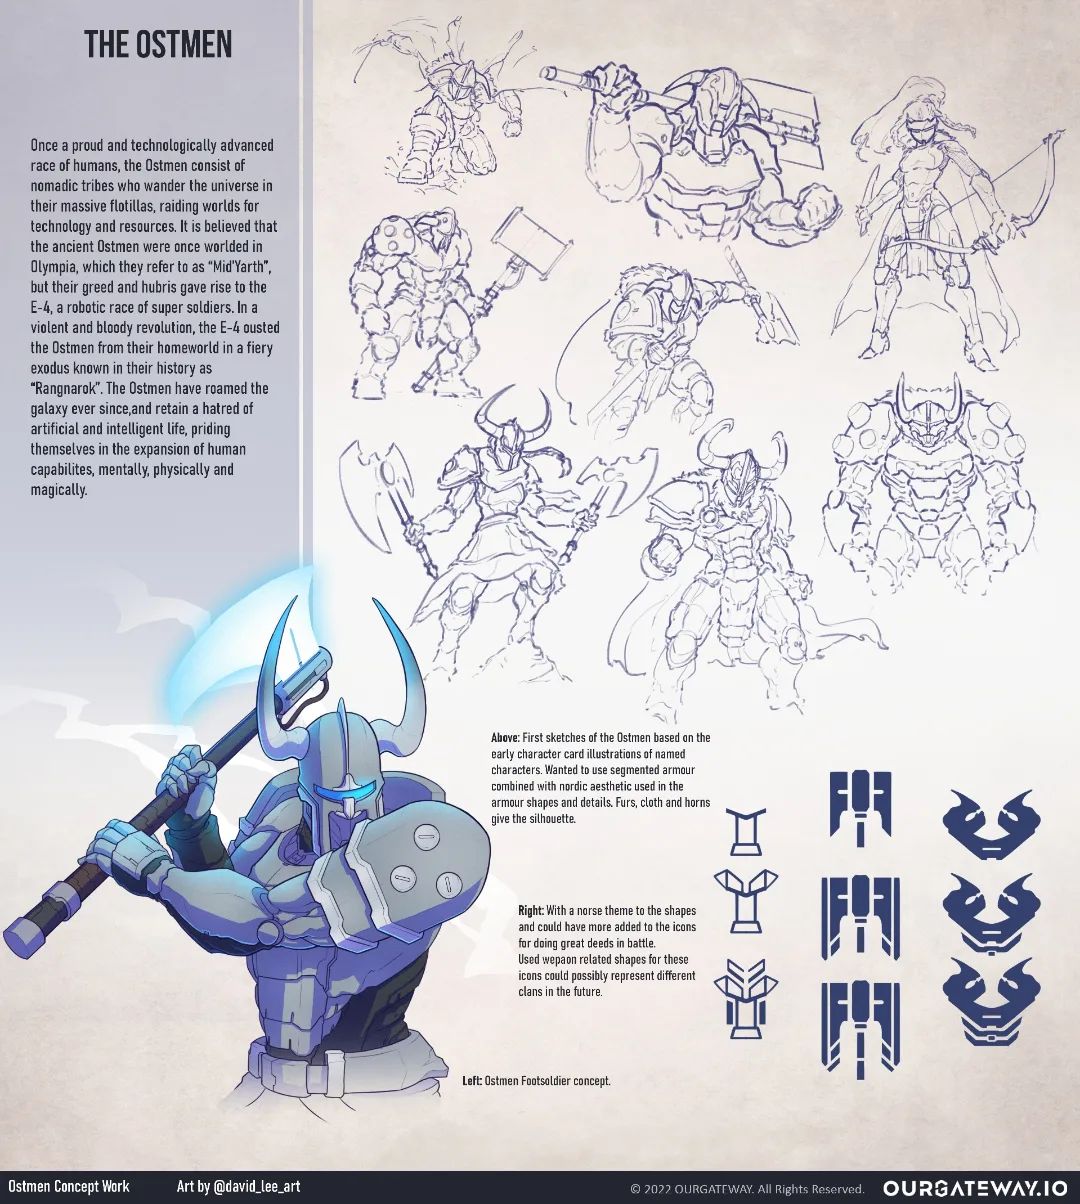 THE OSTMEN
Once a proud and technologically advanced
race of humans, the Ostmen consist of
nomadic tribes who wander the universe in
their massive flotillas, raiding worlds for
technology and resources. It is believed that
the ancient Ostmen were once worlded in
Olympia, which they refer to as “Mid'Yarth”,
but their greed and hubris gave rise to the
E-4, a robotic race of super soldiers. In a
violent and bloody revolution, the E-4 ousted
the Ostmen from their homeworld in a fiery
exodus known in their history as
“Rangnarok”. The Ostmen have roamed the
galaxy ever since,and retain a hatred of
artificial and intelligent life, priding
themselves in the expansion of human
capabilites, mentally, physically and
magically.
Above: First sketches of the Ostmen based on the
early character card illustrations of named
characters. Wanted to use segmented armour
combined with nordic aesthetic used in the
armour shapes and details. Furs, cloth and horns
give the silhouette.
Right: With a norse theme to the shapes
and could have more added to the icons
for doing great deeds in battle.
Used wepaon related shapes for these
icons could possibly represent different
clans in the future.
Left: Ostmen Footsoldier concept.
Ostmen Concept Work
Art by @david_lee_art
© 2022 OURGATEWAY. All Rights Reserved.
OURGATEWAY.IO